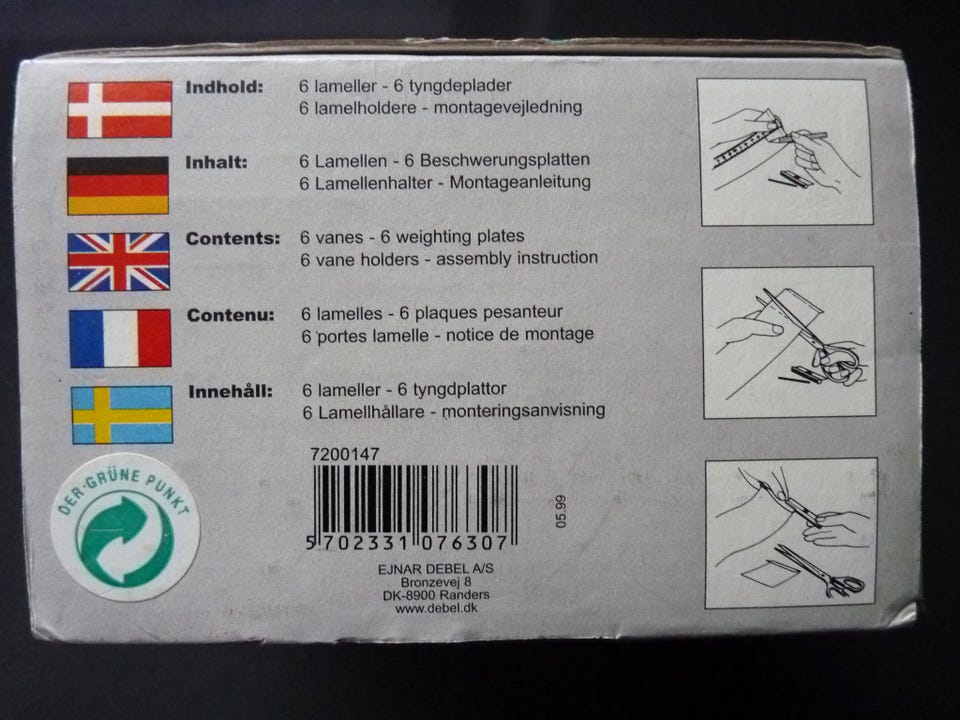 Indhold: 6 lameller - 6 tyngdeplader
6 lamelholdere - montagevejledning
Inhalt: 6 Lamellen - 6 Beschwerungsplatten
6 Lamellenhalter - Montageanleitung
Contents: 6 vanes - 6 weighting plates
6 vane holders - assembly instruction
Contenu: 6 lamelles - 6 plaques pesanteur
6 portes lamelle - notice de montage
Innehåll: 6 lameller - 6 tyngdplattor
6 Lamellhållare - monteringsanvisning
DER-GRÜNE PUNKT
7200147
5 702331 076307
05.99
EJNAR DEBEL A/S
Bronzevej 8
DK-8900 Randers
www.debel.dk